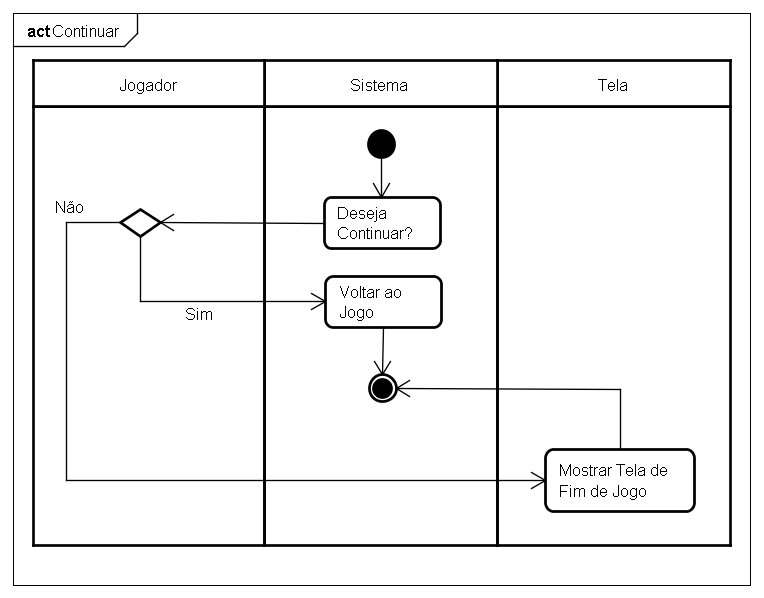 act Continuar
Jogador
Sistema
Tela
Não
Deseja
Continuar?
Voltar ao
Jogo
Sim
Mostrar Tela de
Fim de Jogo